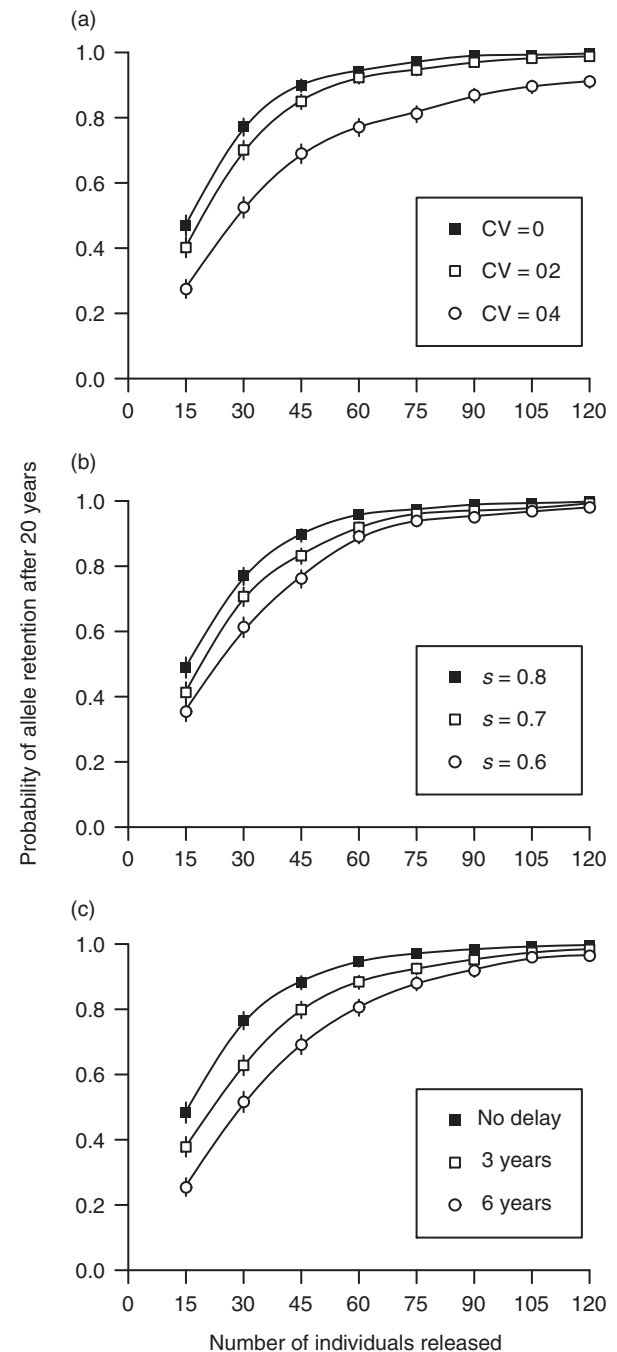 (a)
1.0
0.8
0.6
0.4
0.2
0.0
CV = 0
CV = 02
CV = 0.4
0 15 30 45 60 75 90 105 120
Probability of allele retention after 20 years
(b)
1.0
0.8
0.6
0.4
0.2
0.0
s = 0.8
s = 0.7
s = 0.6
0 15 30 45 60 75 90 105 120
(c)
1.0
0.8
0.6
0.4
0.2
0.0
No delay
3 years
6 years
0 15 30 45 60 75 90 105 120
Number of individuals released